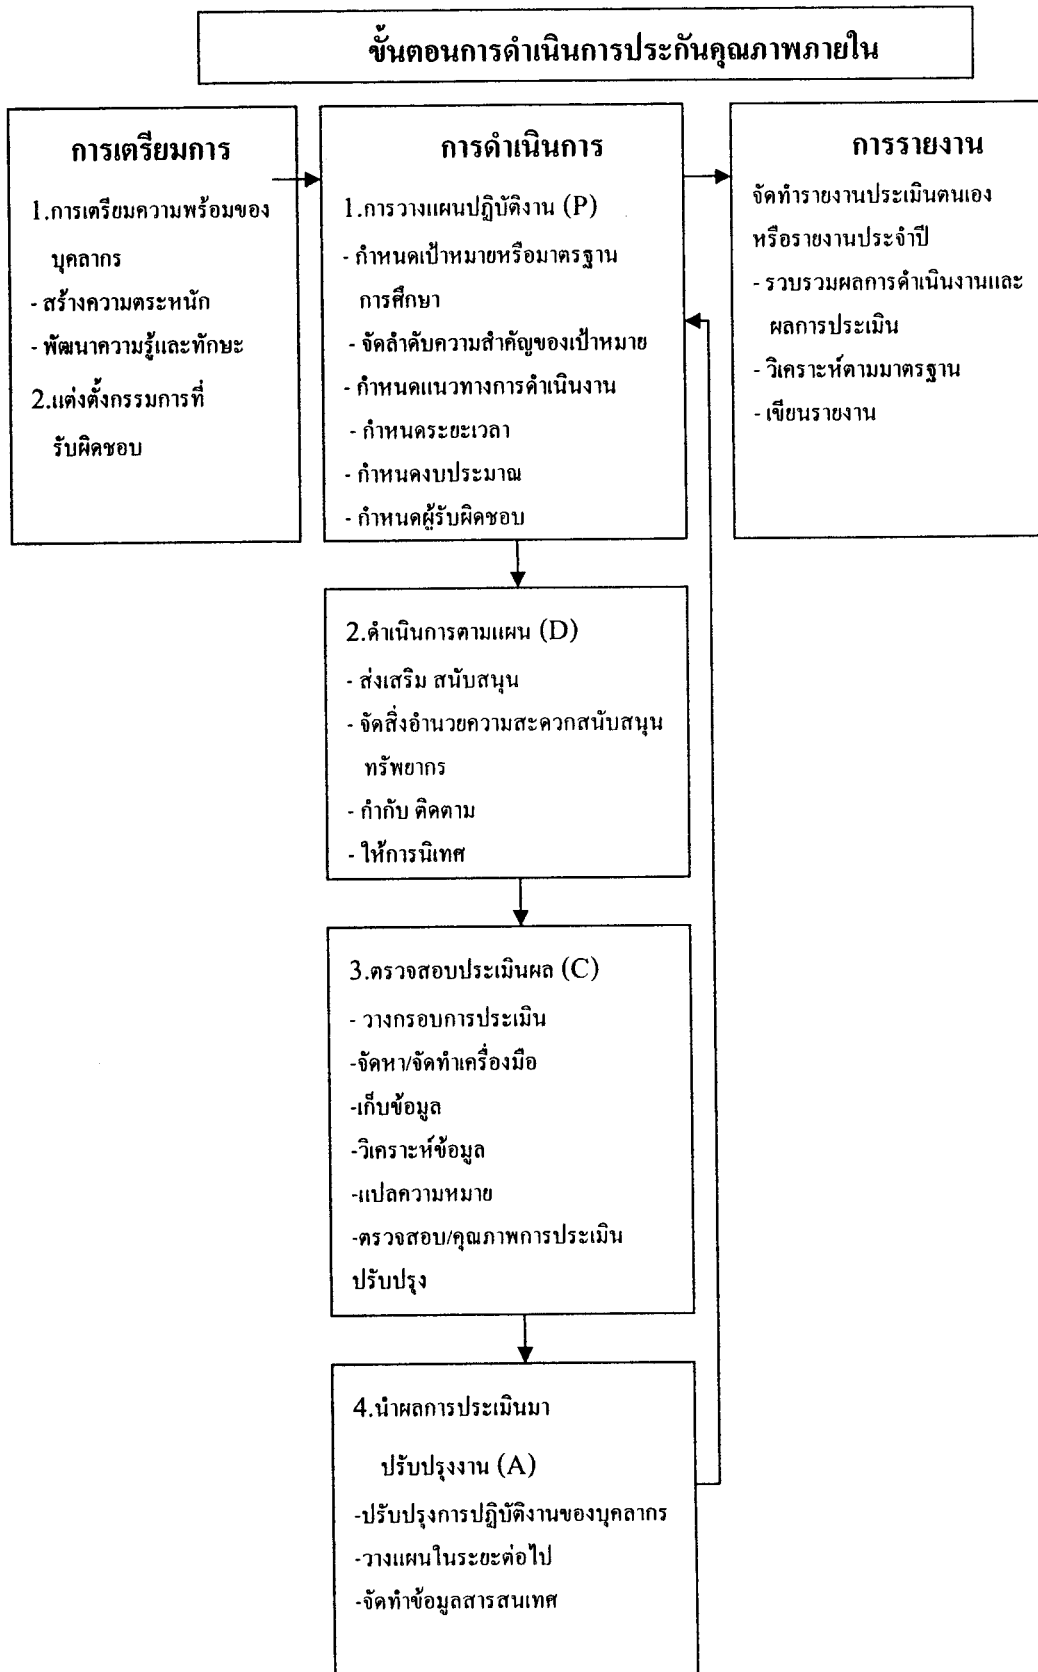 ขั้นตอนการดำเนินการประกันคุณภาพภายใน
การเตรียมการ
1.การเตรียมความพร้อมของ
บุคลากร
- สร้างความตระหนัก
- พัฒนาความรู้และทักษะ
2.แต่งตั้งกรรมการที่
รับผิดชอบ
การดำเนินการ
1.การวางแผนปฏิบัติงาน (P)
- กำหนดเป้าหมายหรือมาตรฐาน
การศึกษา
- จัดลำดับความสำคัญของเป้าหมาย
- กำหนดแนวทางการดำเนินงาน
- กำหนดระยะเวลา
- กำหนดงบประมาณ
- กำหนดผู้รับผิดชอบ
การรายงาน
จัดทำรายงานประเมินตนเอง
หรือรายงานประจำปี
- รวบรวมผลการดำเนินงานและ
ผลการประเมิน
- วิเคราะห์ตามมาตรฐาน
- เขียนรายงาน
2.ดำเนินการตามแผน (D)
- ส่งเสริม สนับสนุน
- จัดสิ่งอำนวยความสะดวกสนับสนุน
ทรัพยากร
- กำกับ ติดตาม
- ให้การนิเทศ
3.ตรวจสอบประเมินผล (C)
- วางกรอบการประเมิน
-จัดหา/จัดทำเครื่องมือ
-เก็บข้อมูล
-วิเคราะห์ข้อมูล
-แปลความหมาย
-ตรวจสอบ/คุณภาพการประเมิน
ปรับปรุง
4.นำผลการประเมินมา
ปรับปรุงงาน (A)
-ปรับปรุงการปฏิบัติงานของบุคลากร
-วางแผนในระยะต่อไป
-จัดทำข้อมูลสารสนเทศ